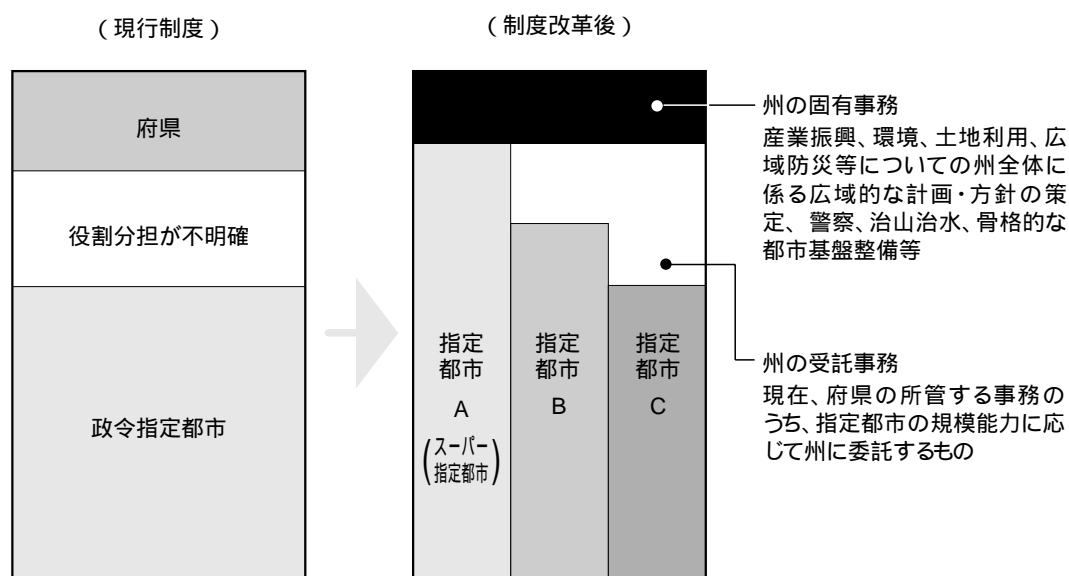 （現行制度）
府県
役割分担が不明確
政令指定都市
（制度改革後）
指定
都市
A
（スーパー
指定都市）
指定
都市
B
指定
都市
C
州の固有事務
産業振興、環境、土地利用、広
域防災等についての州全体に
係る広域的な計画・方針の策
定、警察、治山治水、骨格的な
都市基盤整備等
州の受託事務
現在、府県の所管する事務の
うち、指定都市の規模能力に応
じて州に委託するもの